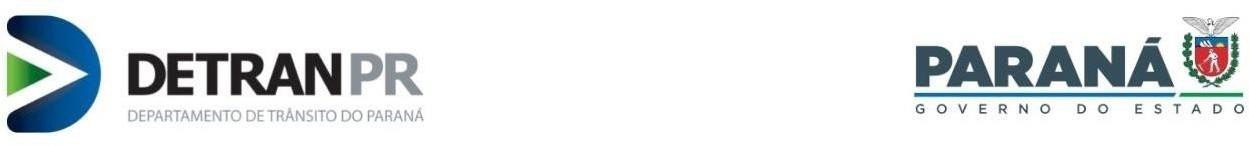 DETRANPR
DEPARTAMENTO DE TRÂNSITO DO PARANÁ
PARANÁ
GOVERNO DO ESTADO